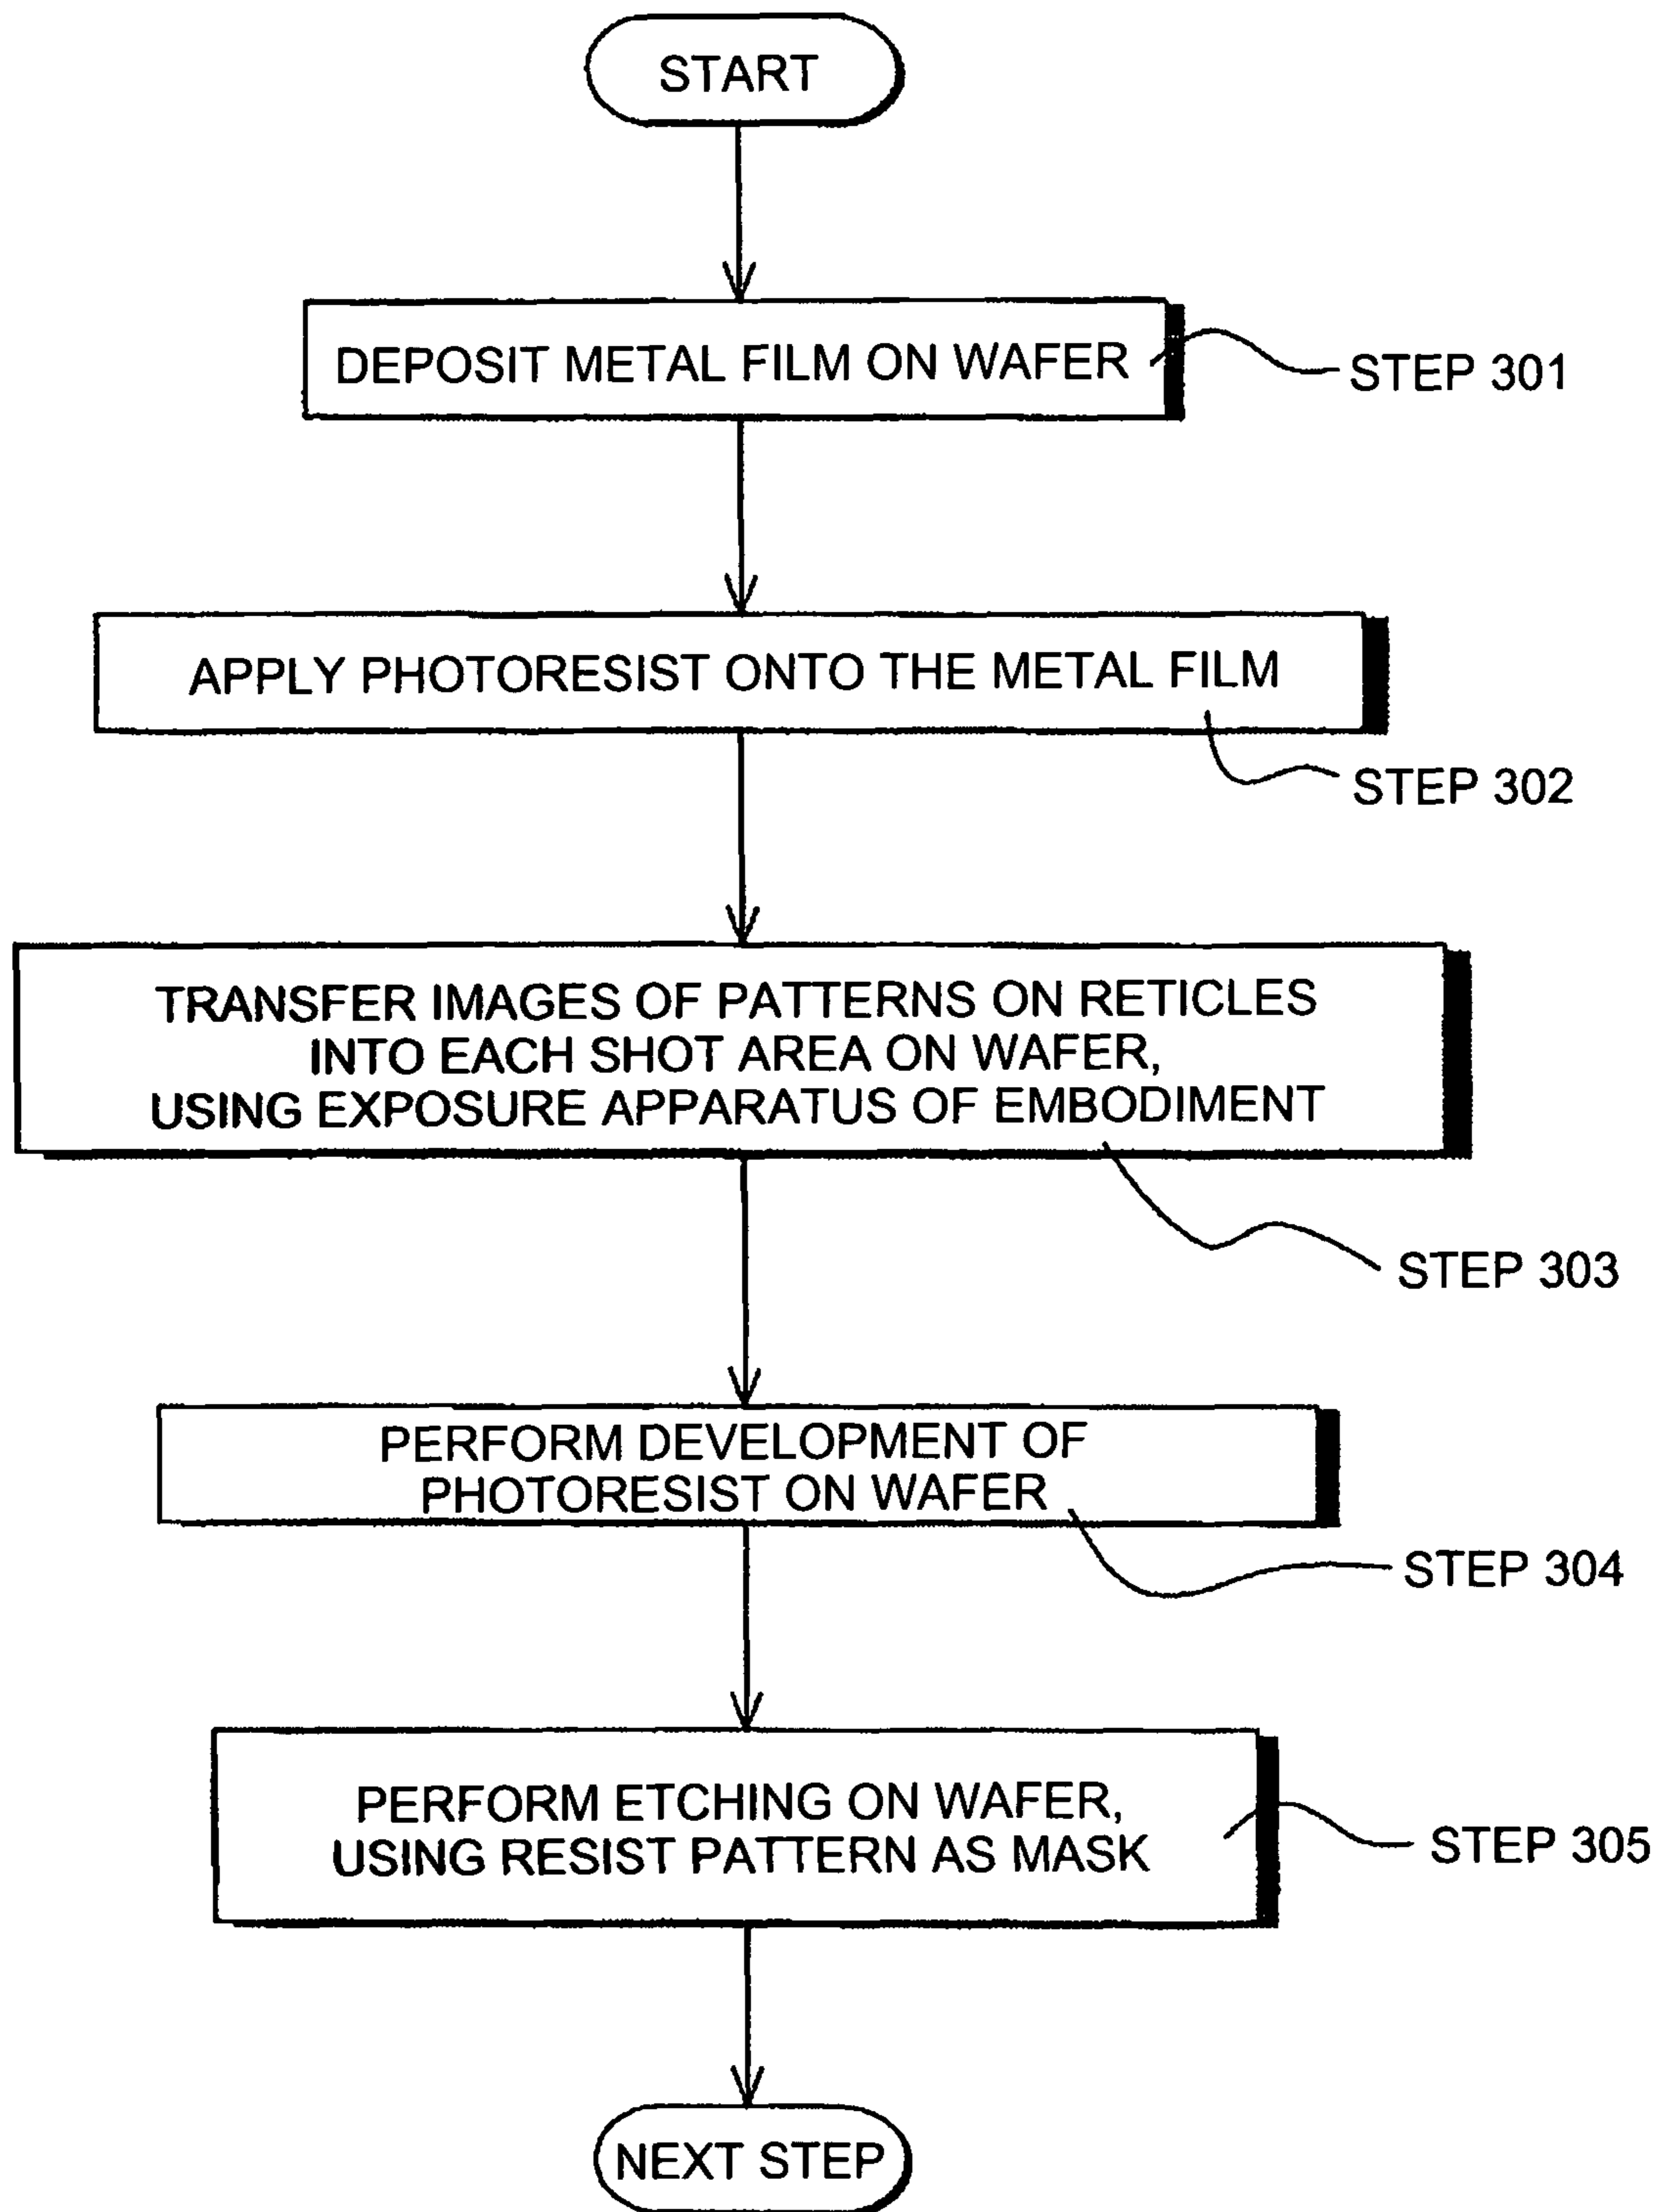 START
DEPOSIT METAL FILM ON WAFER
STEP 301
APPLY PHOTORESIST ONTO THE METAL FILM
STEP 302
TRANSFER IMAGES OF PATTERNS ON RETICLES
INTO EACH SHOT AREA ON WAFER,
USING EXPOSURE APPARATUS OF EMBODIMENT
STEP 303
PERFORM DEVELOPMENT OF
PHOTORESIST ON WAFER
STEP 304
PERFORM ETCHING ON WAFER,
USING RESIST PATTERN AS MASK
STEP 305
NEXT STEP